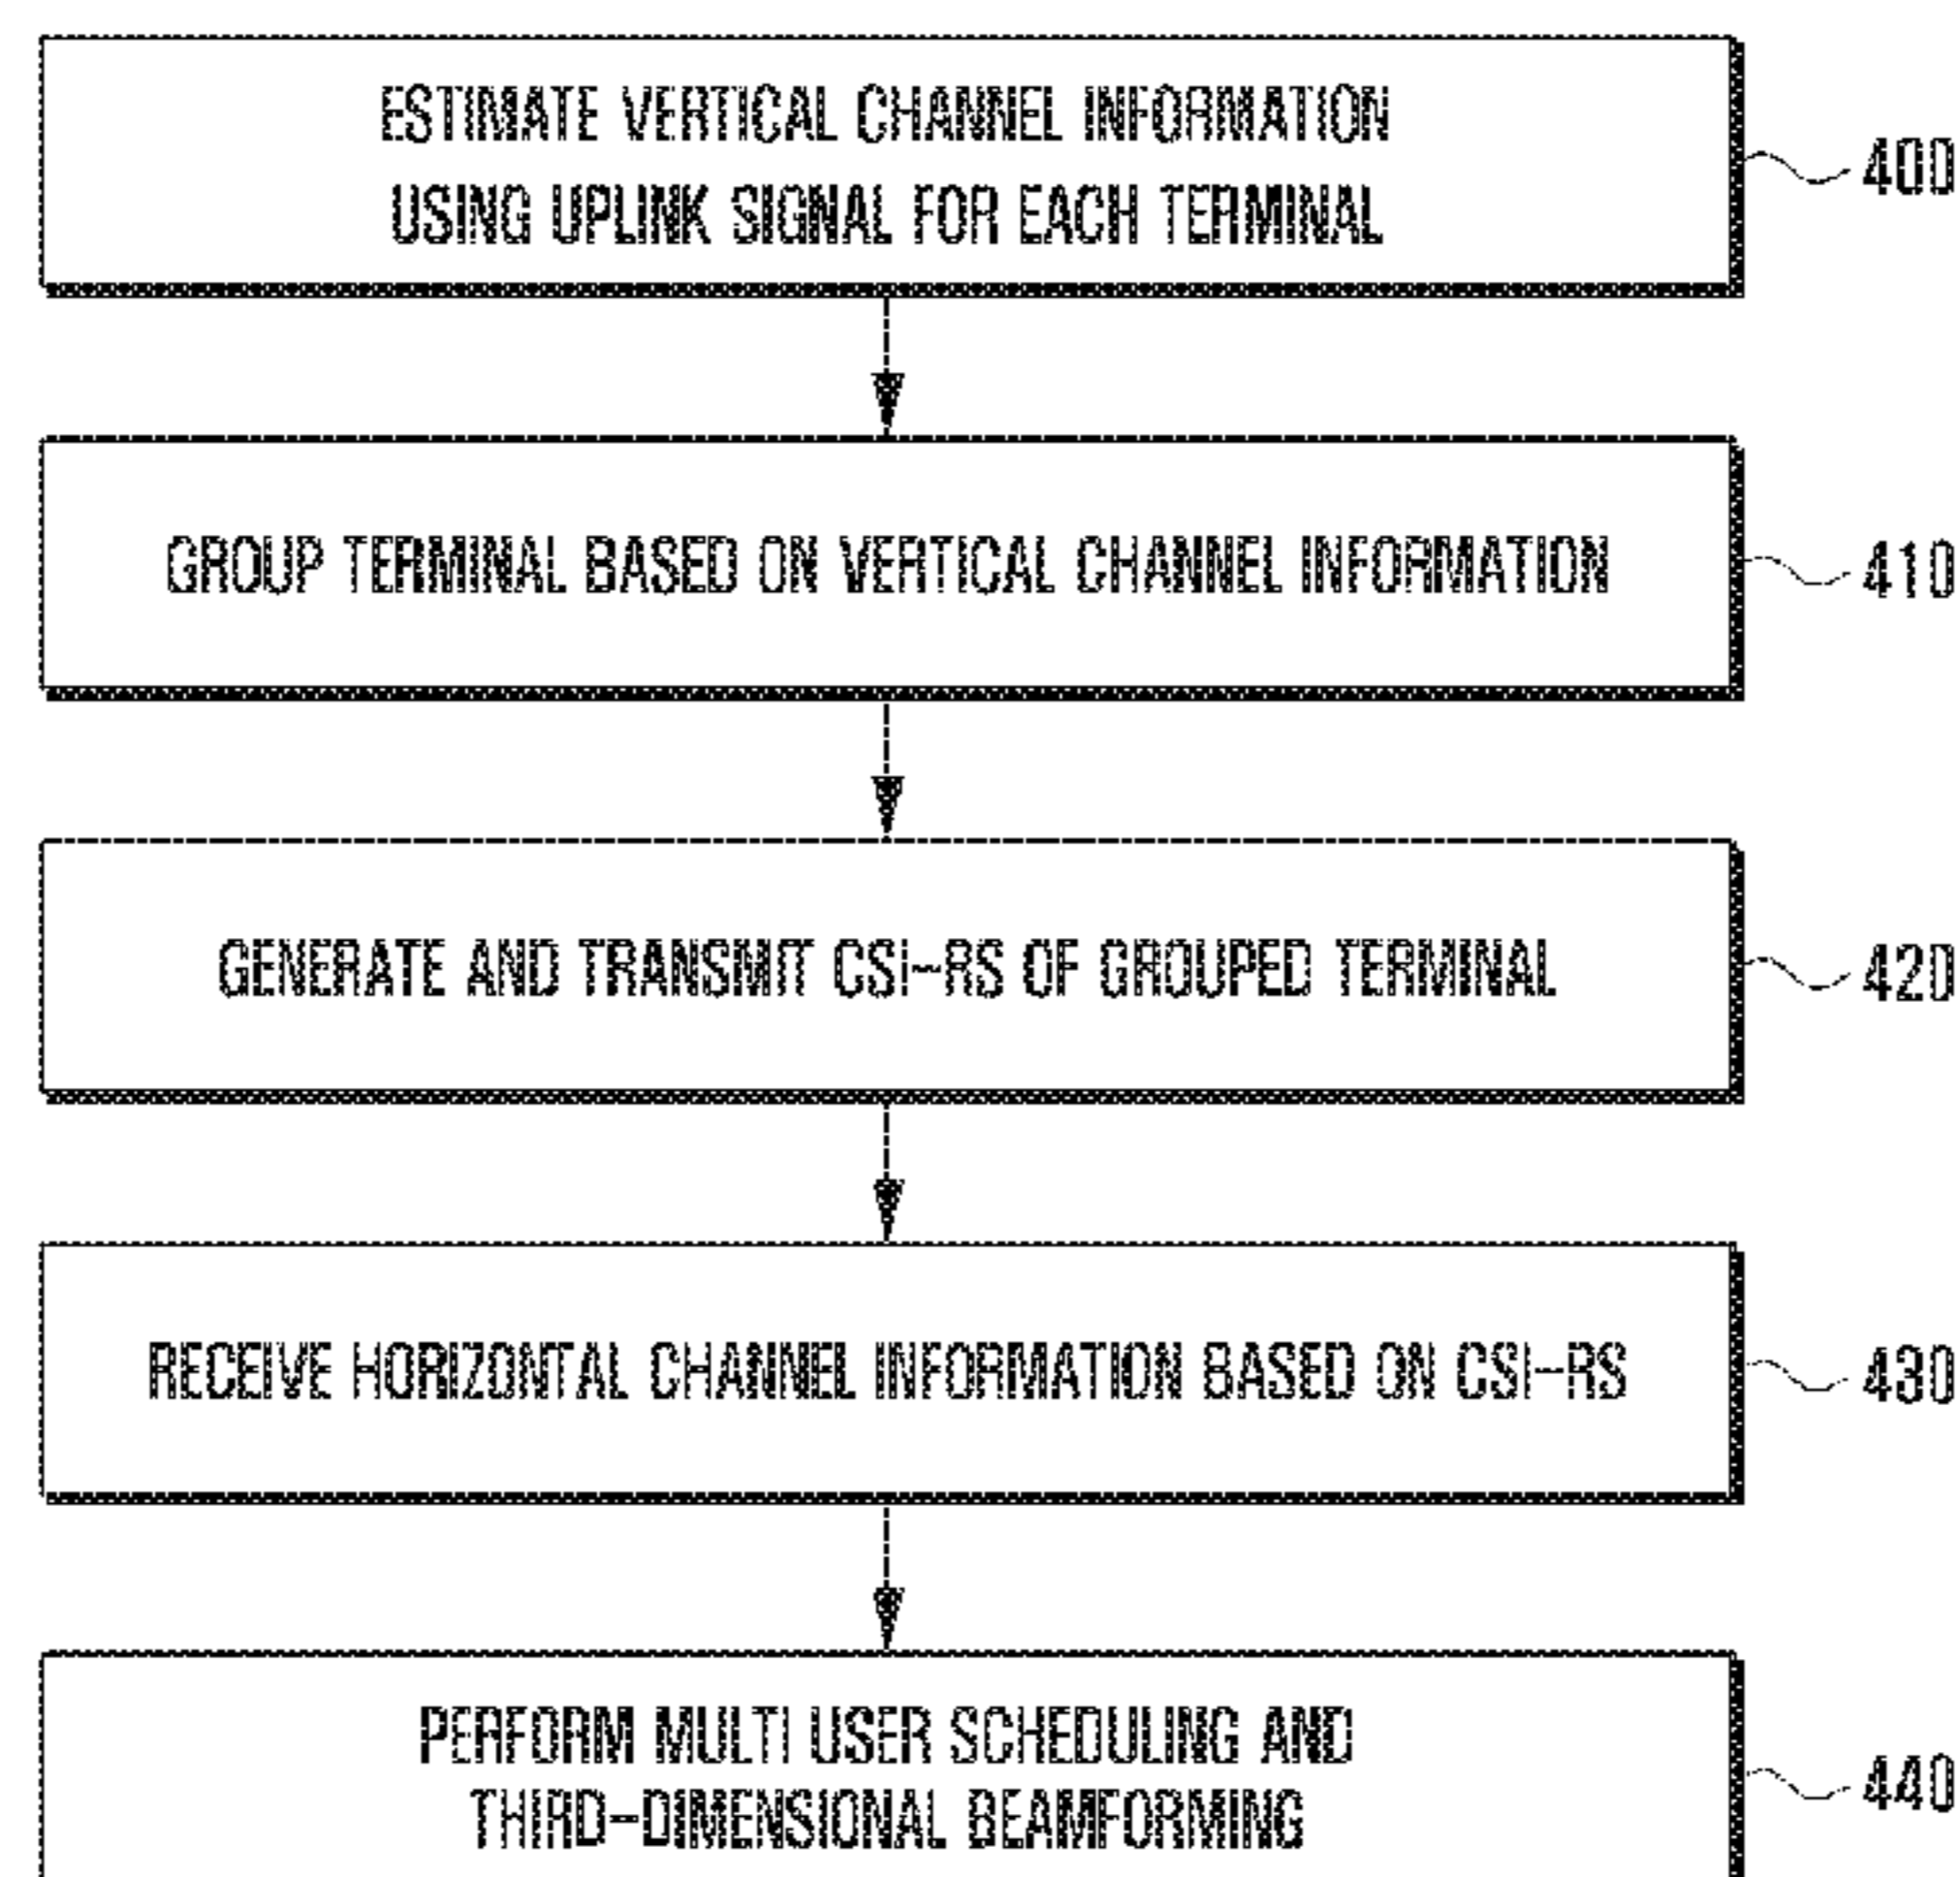 ESTIMATE VERTICAL CHANNEL INFORMATION
USING UPLINK SIGNAL FOR EACH TERMINAL
400
GROUP TERMINAL BASED ON VERTICAL CHANNEL INFORMATION
410
GENERATE AND TRANSMIT CSI-RS OF GROUPED TERMINAL
420
RECEIVE HORIZONTAL CHANNEL INFORMATION BASED ON CSI-RS
430
PERFORM MULTI USER SCHEDULING AND
THIRD-DIMENSIONAL BEAMFORMING
440